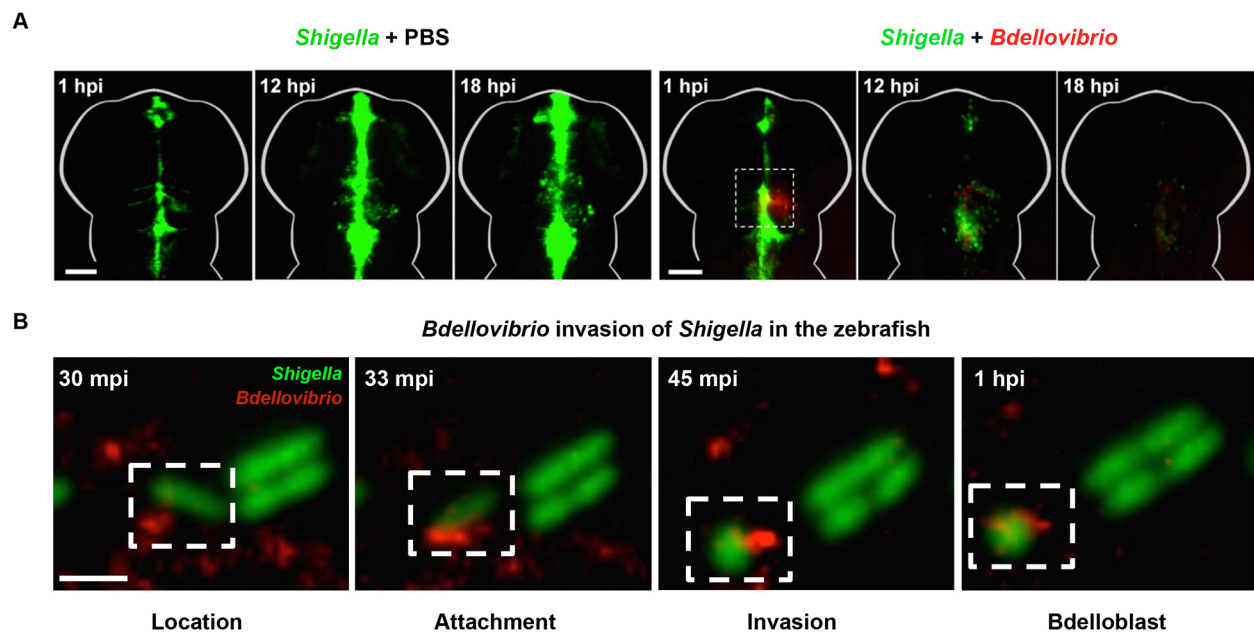 A
Shigella + PBS
Shigella + Bdellovibrio
1 hpi
12 hpi
18 hpi
1 hpi
12 hpi
18 hpi
B
Bdellovibrio invasion of Shigella in the zebrafish
30 mpi
Shigella
Bdellovibrio
33 mpi
45 mpi
1 hpi
Location
Attachment
Invasion
Bdelloblast